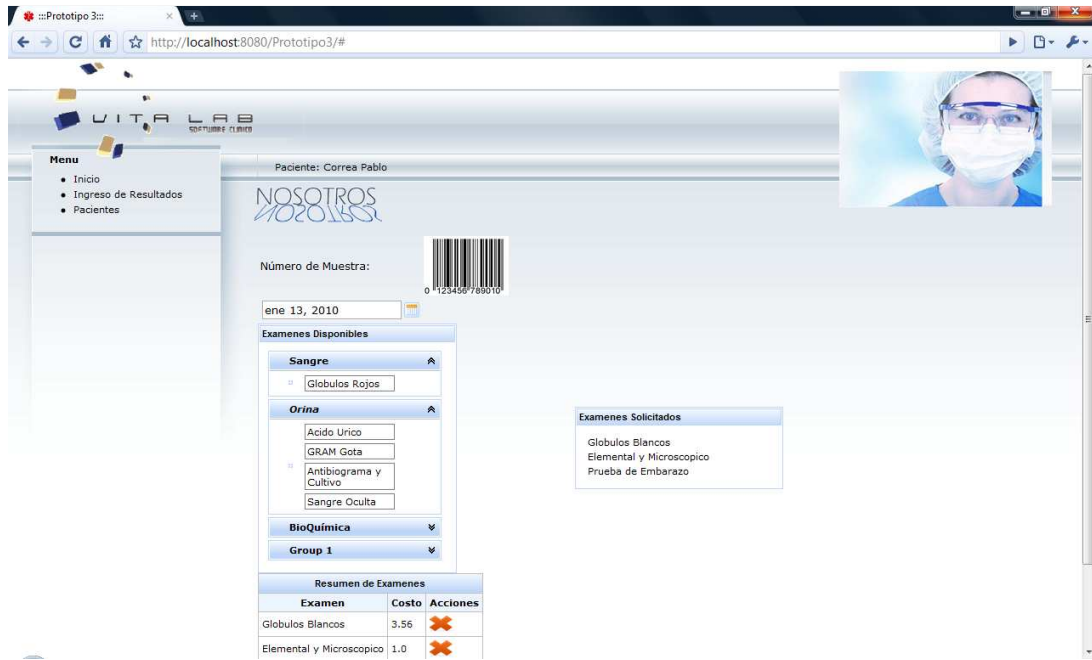 :::Prototipo 3:::
http://localhost:8080/Prototipo3/#
VITA LAB
SOFTWARE CLINICO
Menu
Inicio
Ingreso de Resultados
Pacientes
Paciente: Correa Pablo
NOSOTROS
Número de Muestra:
0 123456 789010
ene 13, 2010
Examenes Disponibles
Sangre
Globulos Rojos
Orina
Acido Urico
GRAM Gota
Antibiograma y
Cultivo
Sangre Oculta
BioQuímica
Group 1
Examenes Solicitados
Globulos Blancos
Elemental y Microscopico
Prueba de Embarazo
Resumen de Examenes
Examen Costo Acciones
Globulos Blancos 3.56
Elemental y Microscopico 1.0